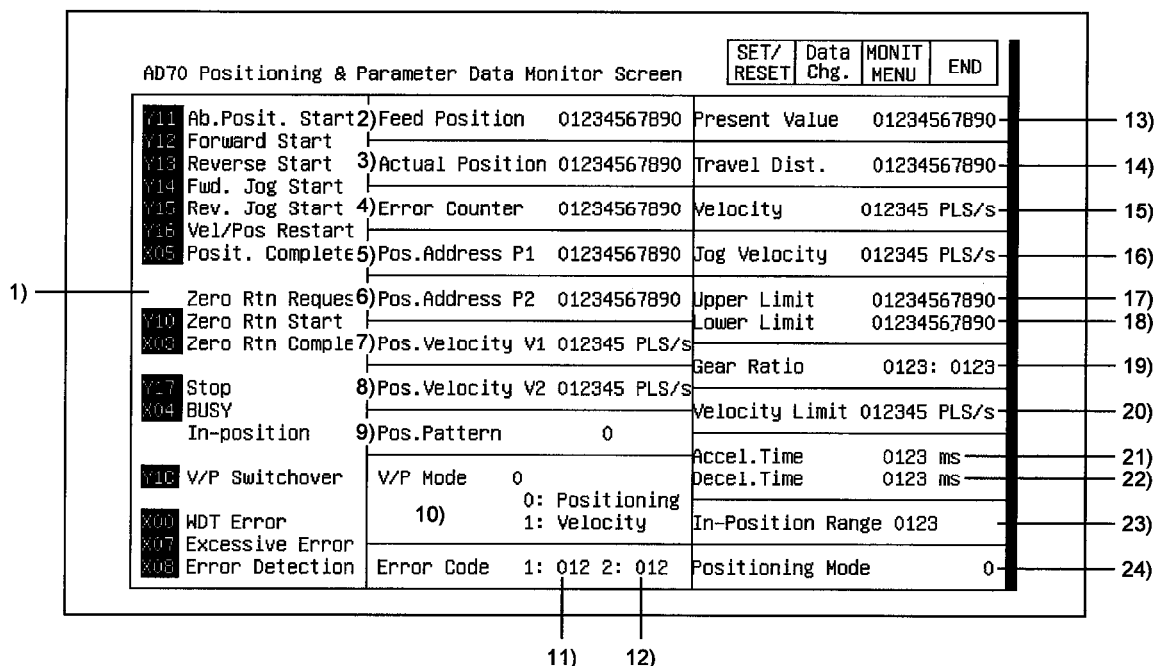 SET/ RESET Data Chg. MONIT MENU END
AD70 Positioning & Parameter Data Monitor Screen
1)
Y11 Ab.Posit. Start
Y12 Forward Start
Y13 Reverse Start
Y14 Fwd. Jog Start
Y15 Rev. Jog Start
Y16 Vel/Pos Restart
X05 Posit. Complete
Zero Rtn Reques
Y10 Zero Rtn Start
Zero Rtn Comple
Y17 Stop
X04 BUSY
In-position
V/P Switchover
X00 WDT Error
X07 Excessive Error
Error Detection
2) Feed Position 01234567890
3) Actual Position 01234567890
4) Error Counter 01234567890
5) Pos.Address P1 01234567890
6) Pos.Address P2 01234567890
7) Pos.Velocity V1 012345 PLS/s
8) Pos.Velocity V2 012345 PLS/s
9) Pos.Pattern 0
V/P Mode 0
0: Positioning
10) 1: Velocity
Error Code 1: 012 2: 012
11) 12)
Present Value 01234567890 13)
Travel Dist. 01234567890 14)
Velocity 012345 PLS/s 15)
Jog Velocity 012345 PLS/s 16)
Upper Limit 01234567890 17)
Lower Limit 01234567890 18)
Gear Ratio 0123: 0123 19)
Velocity Limit 012345 PLS/s 20)
Accel.Time 0123 ms 21)
Decel.Time 0123 ms 22)
In-Position Range 0123 23)
Positioning Mode 0 24)